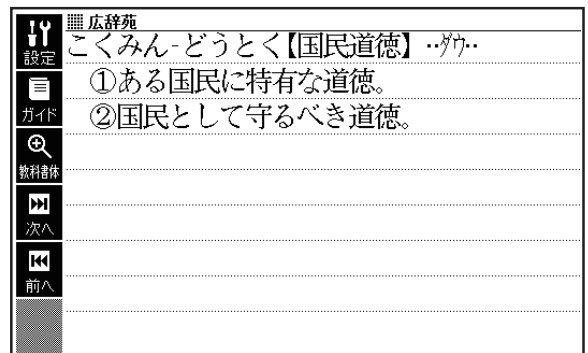 広辞苑
こくみん-どうとく【国民道徳】 ‥ダウ‥
①ある国民に特有な道徳。
②国民として守るべき道徳。
設定
ガイド
教科書体
次へ
前へ